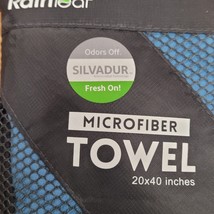 Odors Off.
SILVADUR
Fresh On!
MICROFIBER
TOWEL
20x40 inches